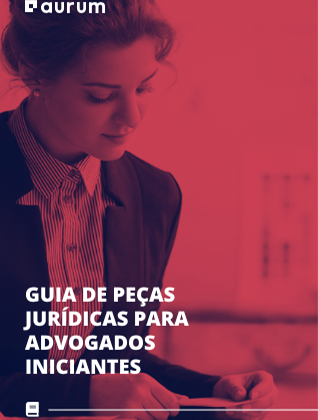 aurum
GUIA DE PEÇAS
JURÍDICAS PARA
ADVOGADOS
INICIANTES